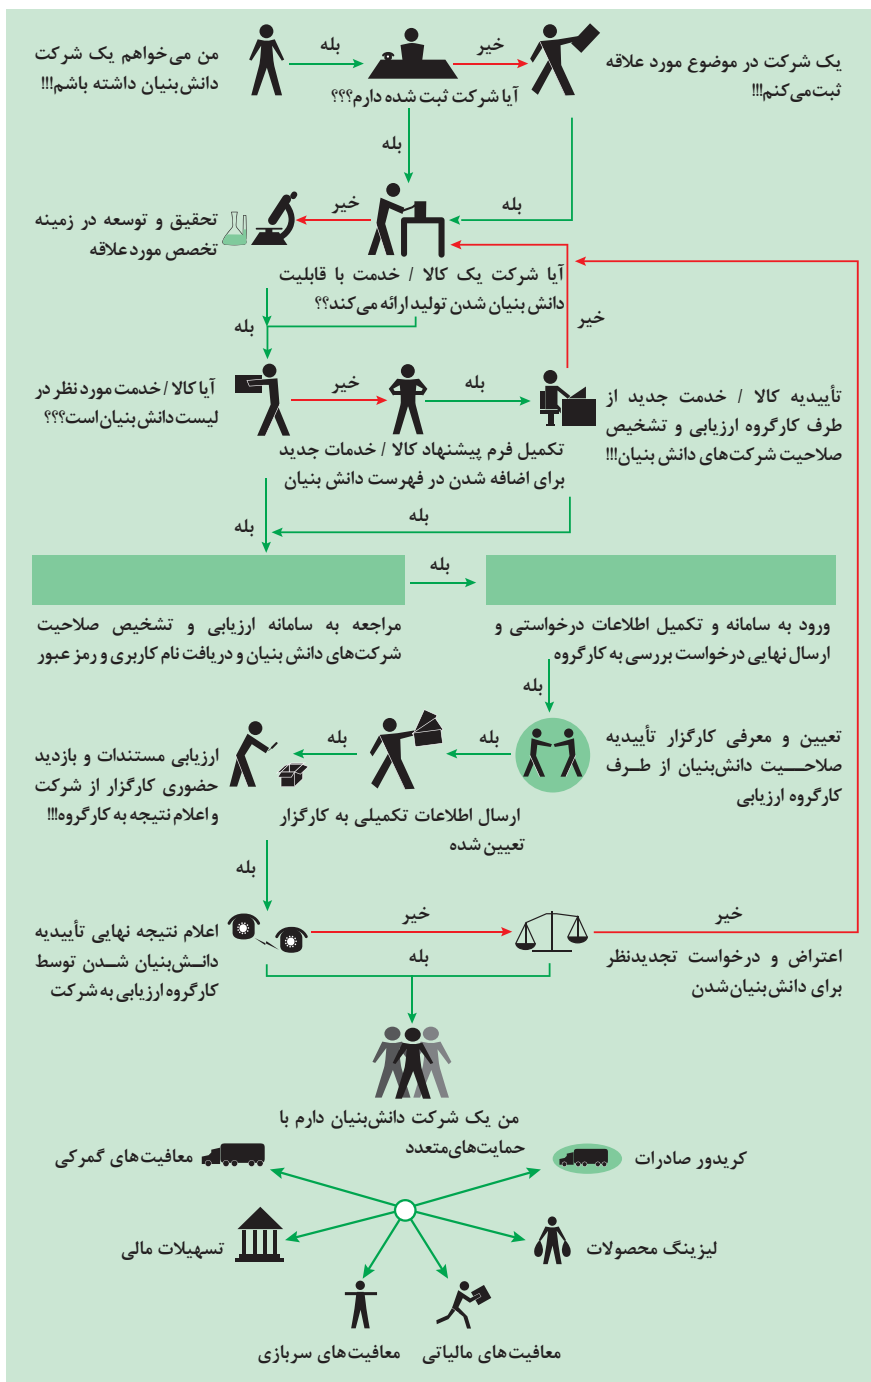 من می‌خواهم یک شرکت
دانش‌بنیان داشته باشم!!!
بله
آیا شرکت ثبت شده دارم؟؟؟
خیر
یک شرکت در موضوع مورد علاقه
ثبت‌می‌کنم!!!
بله
بله
خیر
تحقیق و توسعه در زمینه
تخصص مورد علاقه
آیا شرکت یک کالا / خدمت با قابلیت
دانش‌بنیان شدن تولید ارائه می‌کند؟؟
خیر
بله
آیا کالا / خدمت مورد نظر در
لیست دانش‌بنیان است؟؟؟
خیر
تکمیل فرم پیشنهاد کالا / خدمات جدید
برای اضافه شدن در فهرست دانش بنیان
بله
تأییدیه کالا / خدمت جدید از
طرف کارگروه ارزیابی و تشخیص
صلاحیت شرکت‌های دانش بنیان!!!
بله
بله
بله
مراجعه به سامانه ارزیابی و تشخیص صلاحیت
شرکت‌های دانش بنیان و دریافت نام کاربری و رمز عبور
ورود به سامانه و تکمیل اطلاعات درخواستی و
ارسال نهایی درخواست بررسی به کارگروه
بله
تعیین و معرفی کارگزار تأییدیه
صلاحـــیت دانش‌بنیان از طــرف
کارگروه ارزیابی
بله
ارسال اطلاعات تکمیلی به کارگزار
تعیین شده
بله
ارزیابی مستندات و بازدید
حضوری کارگزار از شرکت
و اعلام نتیجه به کارگروه!!!
بله
اعلام نتیجه نهایی تأییدیه
دانــش‌بنیان شــدن توسط
کارگروه ارزیابی به شرکت
خیر
بله
خیر
اعتراض و درخواست تجدیدنظر
برای دانش‌بنیان‌شدن
من یک شرکت دانش‌بنیان دارم با
حمایت‌های‌متعدد
کریدور صادرات
معافیت‌های گمرکی
لیزینگ محصولات
تسهیلات مالی
معافیت‌های مالیاتی
معافیت‌های سربازی